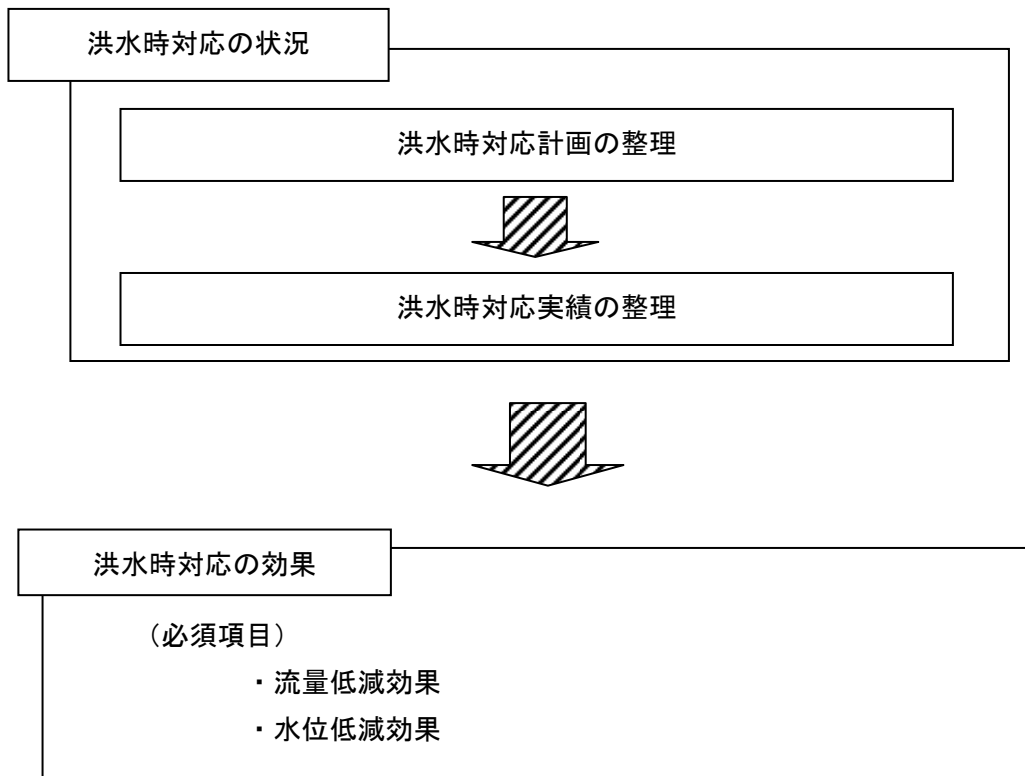 洪水時対応の状況
洪水時対応計画の整理
洪水時対応実績の整理
洪水時対応の効果
（必須項目）
・流量低減効果
・水位低減効果